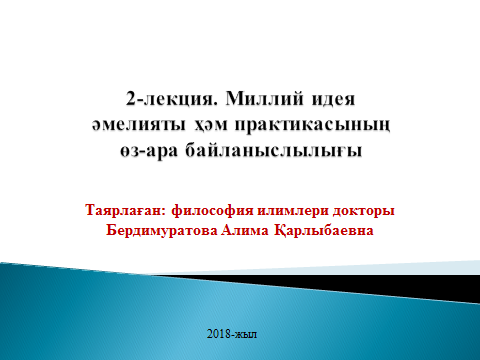 2-лекция. Миллий идея
әмелияты ҳәм практикасының
өз-ара байланыслылығы
Таярлаған: философия илимлери докторы
Бердимуратова Алима Қарлыбаевна
2018-жыл